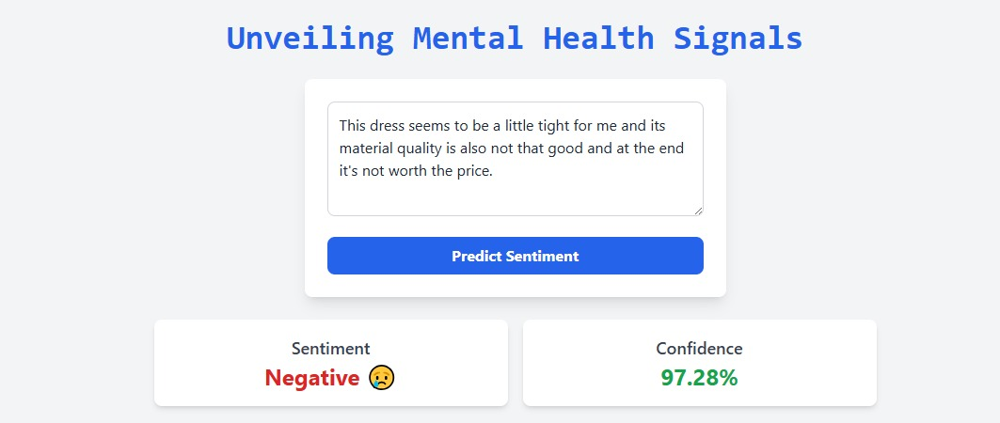 Unveiling Mental Health Signals
This dress seems to be a little tight for me and its
material quality is also not that good and at the end
it's not worth the price.
Predict Sentiment
Sentiment
Negative 😢
Confidence
97.28%